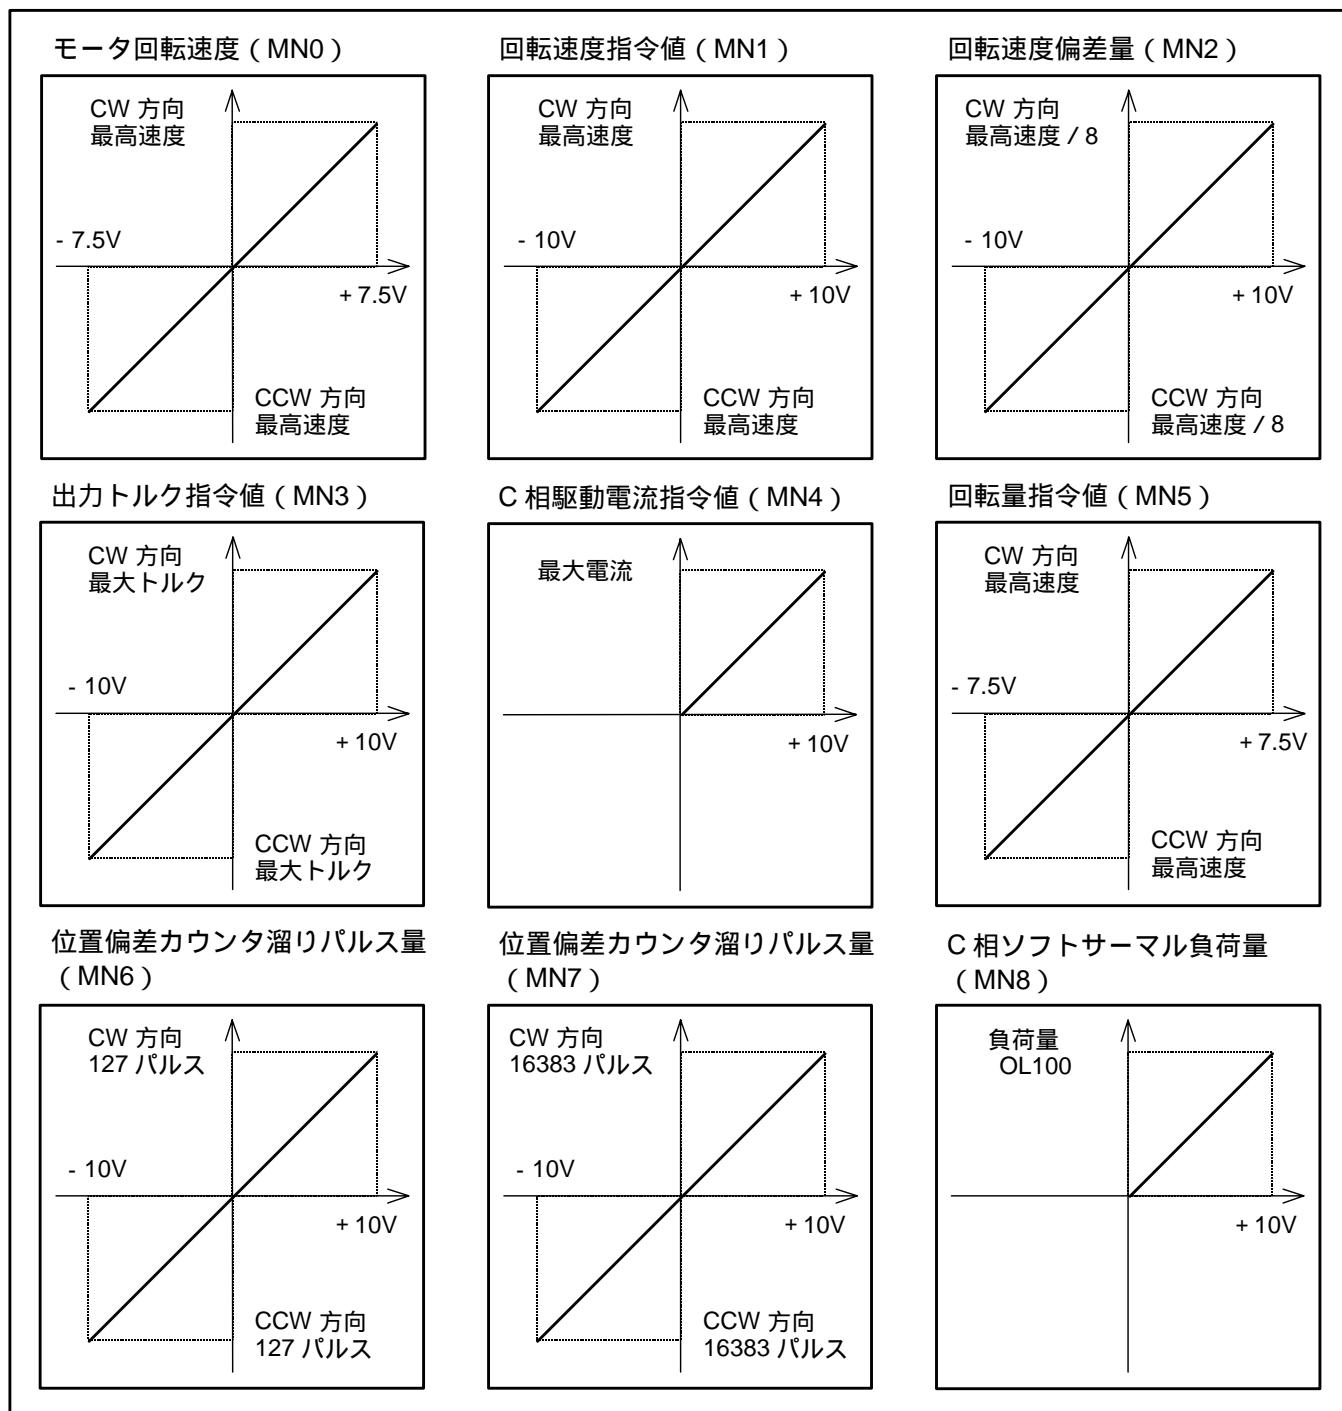 モータ回転速度（MN0）
CW 方向
最高速度
- 7.5V
+ 7.5V
CCW 方向
最高速度
回転速度指令値（MN1）
CW 方向
最高速度
- 10V
+ 10V
CCW 方向
最高速度
回転速度偏差量（MN2）
CW 方向
最高速度 / 8
- 10V
+ 10V
CCW 方向
最高速度 / 8
出力トルク指令値（MN3）
CW 方向
最大トルク
- 10V
+ 10V
CCW 方向
最大トルク
C 相駆動電流指令値（MN4）
最大電流
+ 10V
回転量指令値（MN5）
CW 方向
最高速度
- 7.5V
+ 7.5V
CCW 方向
最高速度
位置偏差カウンタ溜りパルス量
（MN6）
CW 方向
127 パルス
- 10V
+ 10V
CCW 方向
127 パルス
位置偏差カウンタ溜りパルス量
（MN7）
CW 方向
16383 パルス
- 10V
+ 10V
CCW 方向
16383 パルス
C 相ソフトサーマル負荷量
（MN8）
負荷量
OL100
+ 10V